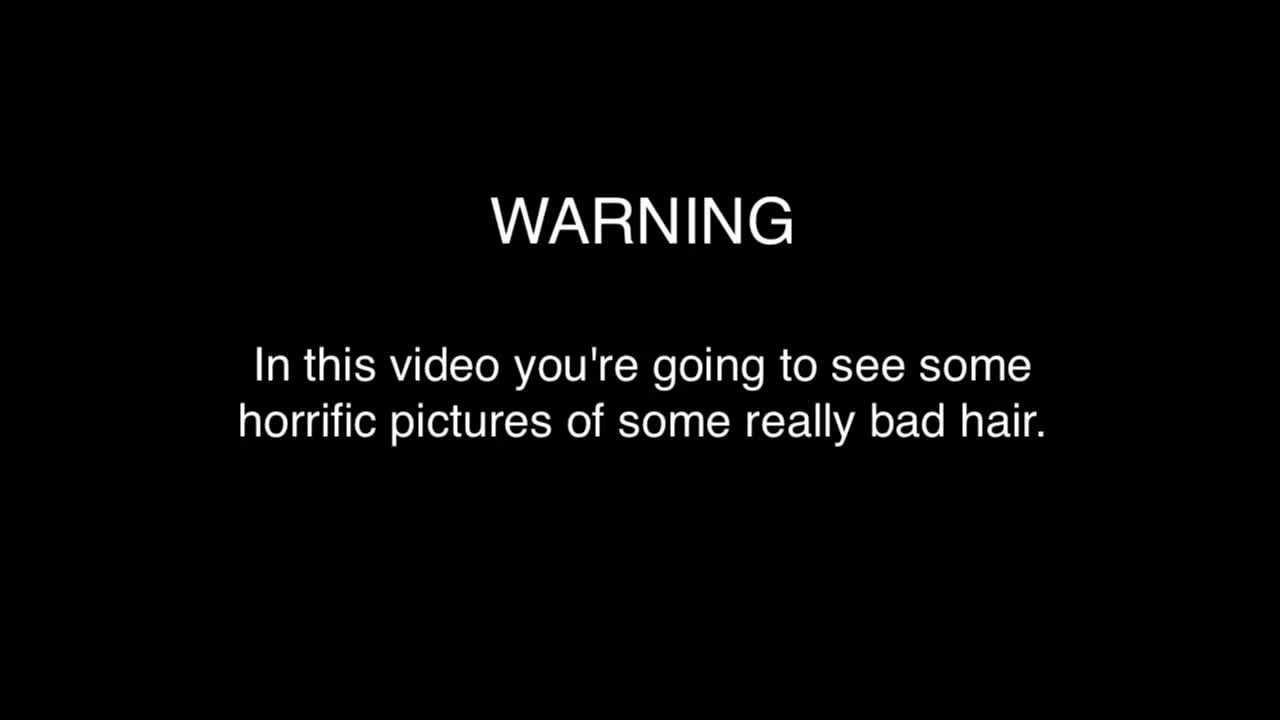 WARNING
In this video you're going to see some
horrific pictures of some really bad hair.